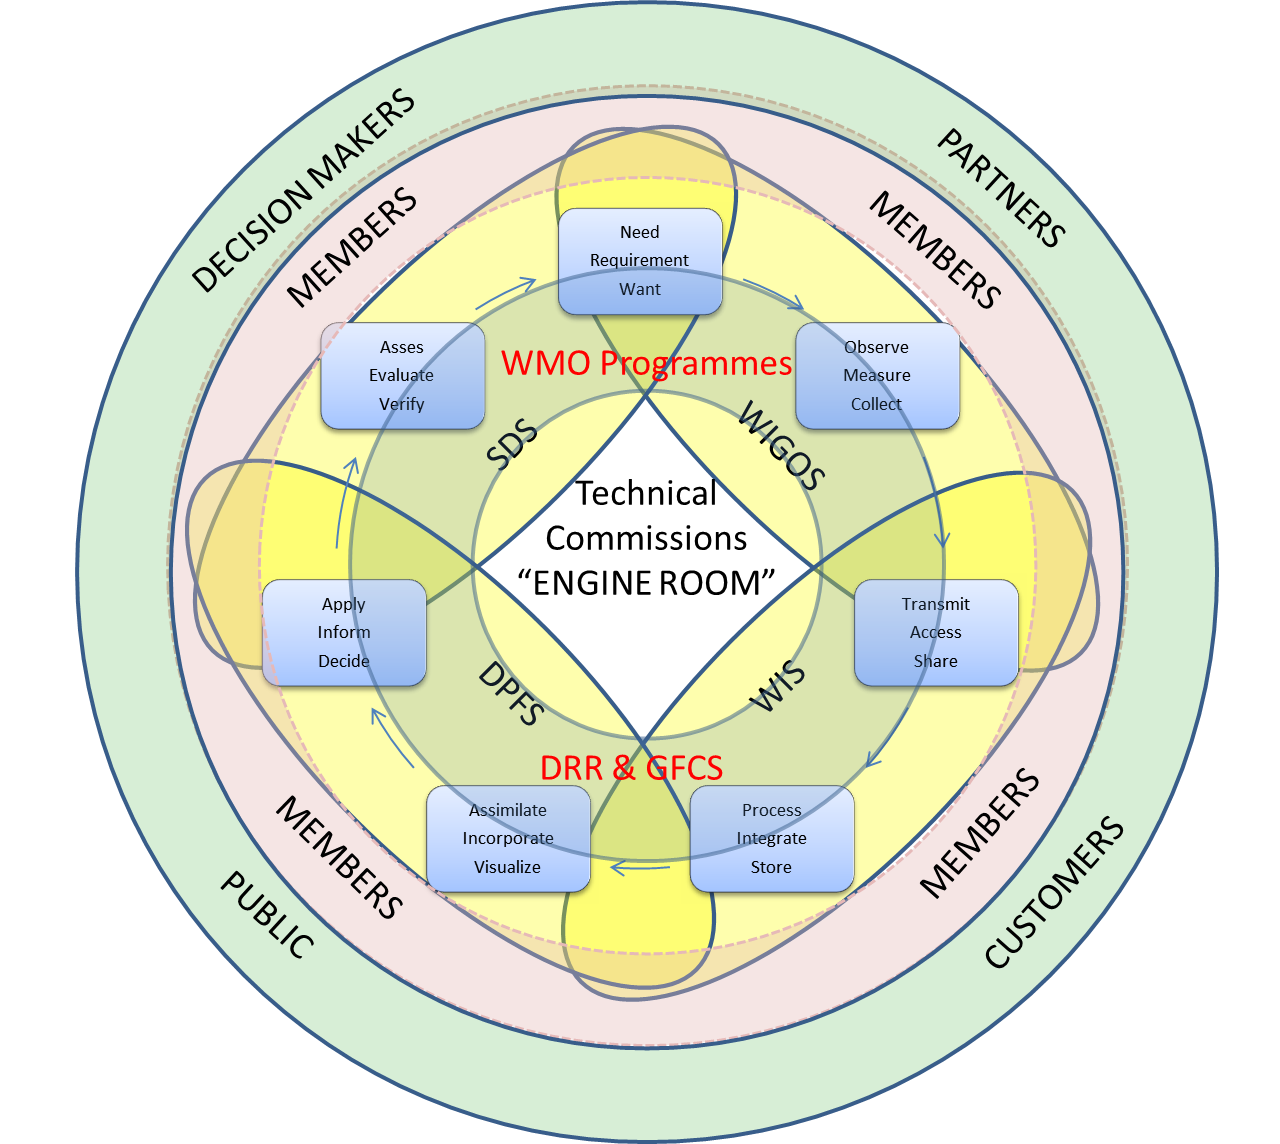 DECISION MAKERS
PARTNERS
MEMBERS
MEMBERS
Need
Requirement
Want
Asses
Evaluate
Verify
WMO Programmes
Observe
Measure
Collect
SDS
WIGOS
Technical
Commissions
“ENGINE ROOM”
Apply
Inform
Decide
Transmit
Access
Share
DPFS
WIS
DRR & GFCS
Assimilate
Incorporate
Visualize
Process
Integrate
Store
MEMBERS
MEMBERS
PUBLIC
CUSTOMERS